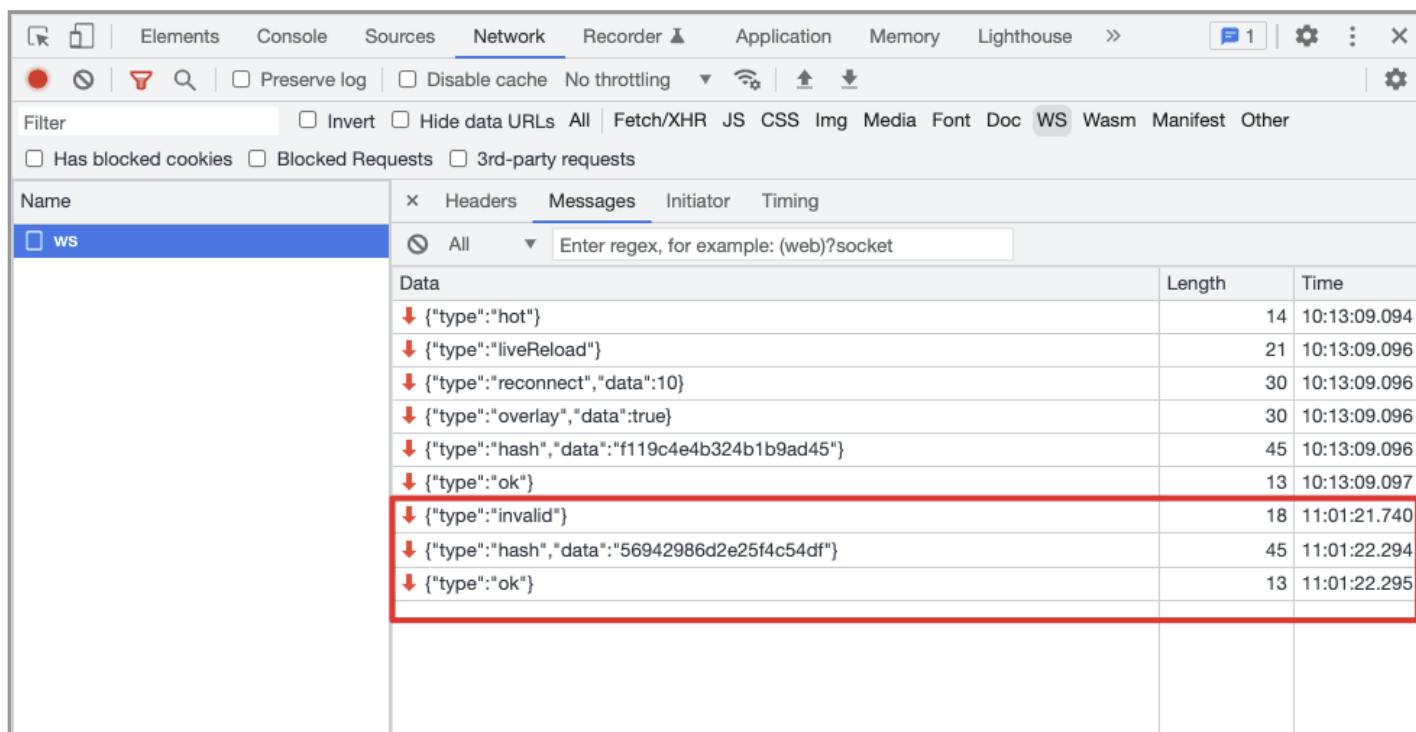 Elements Console Sources Network Recorder Application Memory Lighthouse 1
Preserve log Disable cache No throttling
Filter Invert Hide data URLs All Fetch/XHR JS CSS Img Media Font Doc WS Wasm Manifest Other
Has blocked cookies Blocked Requests 3rd-party requests
Name × Headers Messages Initiator Timing
ws All Enter regex, for example: (web)?socket
Data Length Time
{"type":"hot"} 14 10:13:09.094
{"type":"liveReload"} 21 10:13:09.096
{"type":"reconnect","data":10} 30 10:13:09.096
{"type":"overlay","data":true} 30 10:13:09.096
{"type":"hash","data":"f119c4e4b324b1b9ad45"} 45 10:13:09.096
{"type":"ok"} 13 10:13:09.097
{"type":"invalid"} 18 11:01:21.740
{"type":"hash","data":"56942986d2e25f4c54df"} 45 11:01:22.294
{"type":"ok"} 13 11:01:22.295